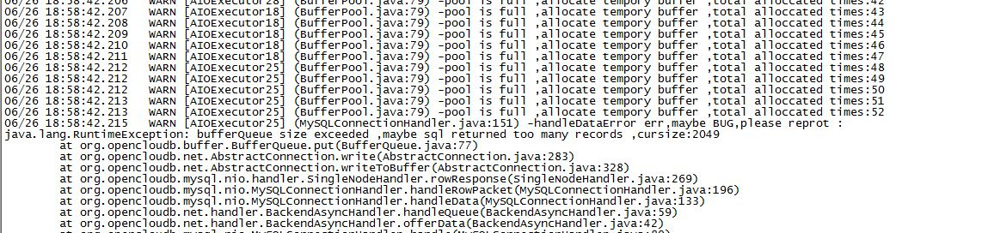 06/26 18:58:42.206   WARN [AIOExecutor28] (BufferPool.java:79) -pool is full ,allocate tempory buffer ,total alloccated times:42
06/26 18:58:42.207   WARN [AIOExecutor18] (BufferPool.java:79) -pool is full ,allocate tempory buffer ,total alloccated times:43
06/26 18:58:42.208   WARN [AIOExecutor18] (BufferPool.java:79) -pool is full ,allocate tempory buffer ,total alloccated times:44
06/26 18:58:42.209   WARN [AIOExecutor18] (BufferPool.java:79) -pool is full ,allocate tempory buffer ,total alloccated times:45
06/26 18:58:42.210   WARN [AIOExecutor18] (BufferPool.java:79) -pool is full ,allocate tempory buffer ,total alloccated times:46
06/26 18:58:42.211   WARN [AIOExecutor18] (BufferPool.java:79) -pool is full ,allocate tempory buffer ,total alloccated times:47
06/26 18:58:42.212   WARN [AIOExecutor25] (BufferPool.java:79) -pool is full ,allocate tempory buffer ,total alloccated times:48
06/26 18:58:42.212   WARN [AIOExecutor25] (BufferPool.java:79) -pool is full ,allocate tempory buffer ,total alloccated times:49
06/26 18:58:42.212   WARN [AIOExecutor25] (BufferPool.java:79) -pool is full ,allocate tempory buffer ,total alloccated times:50
06/26 18:58:42.213   WARN [AIOExecutor25] (BufferPool.java:79) -pool is full ,allocate tempory buffer ,total alloccated times:51
06/26 18:58:42.213   WARN [AIOExecutor25] (BufferPool.java:79) -pool is full ,allocate tempory buffer ,total alloccated times:52
06/26 18:58:42.215   WARN [AIOExecutor25] (MySQLConnectionHandler.java:151) -handleDataError err,maybe BUG,please reprot :
java.lang.RuntimeException: bufferQueue size exceeded ,maybe sql returned too many records ,cursize:2049
at org.opencloudb.buffer.BufferQueue.put(BufferQueue.java:77)
at org.opencloudb.net.AbstractConnection.write(AbstractConnection.java:283)
at org.opencloudb.net.AbstractConnection.writeToBuffer(AbstractConnection.java:328)
at org.opencloudb.mysql.nio.handler.SingleNodeHandler.rowResponse(SingleNodeHandler.java:269)
at org.opencloudb.mysql.nio.MySQLConnectionHandler.handleRowPacket(MySQLConnectionHandler.java:196)
at org.opencloudb.mysql.nio.MySQLConnectionHandler.handleData(MySQLConnectionHandler.java:133)
at org.opencloudb.net.handler.BackendAsyncHandler.handleQueue(BackendAsyncHandler.java:59)
at org.opencloudb.net.handler.BackendAsyncHandler.offerData(BackendAsyncHandler.java:42)
at org.opencloudb.mysql.nio.MySQLConnectionHandler.handle(MySQLConnectionHandler.java:80)